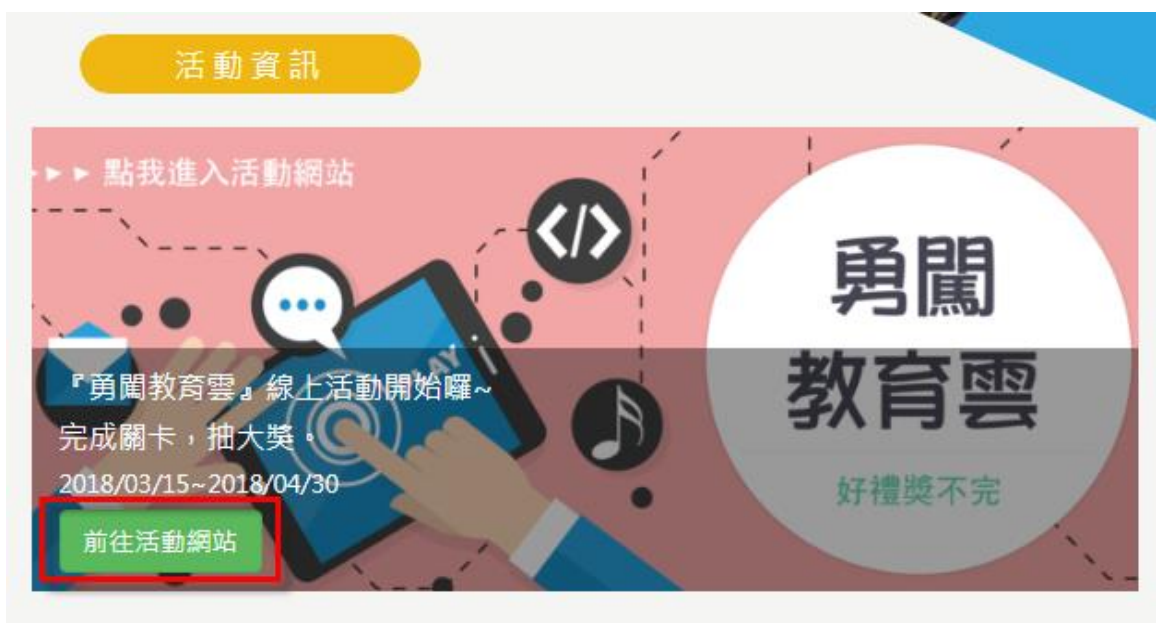 活動資訊
▸▸ 點我進入活動網站
勇闖
教育雲
好禮獎不完
PLAY
『勇闖教育雲』線上活動開始囉~
完成關卡，抽大獎。
2018/03/15~2018/04/30
前往活動網站